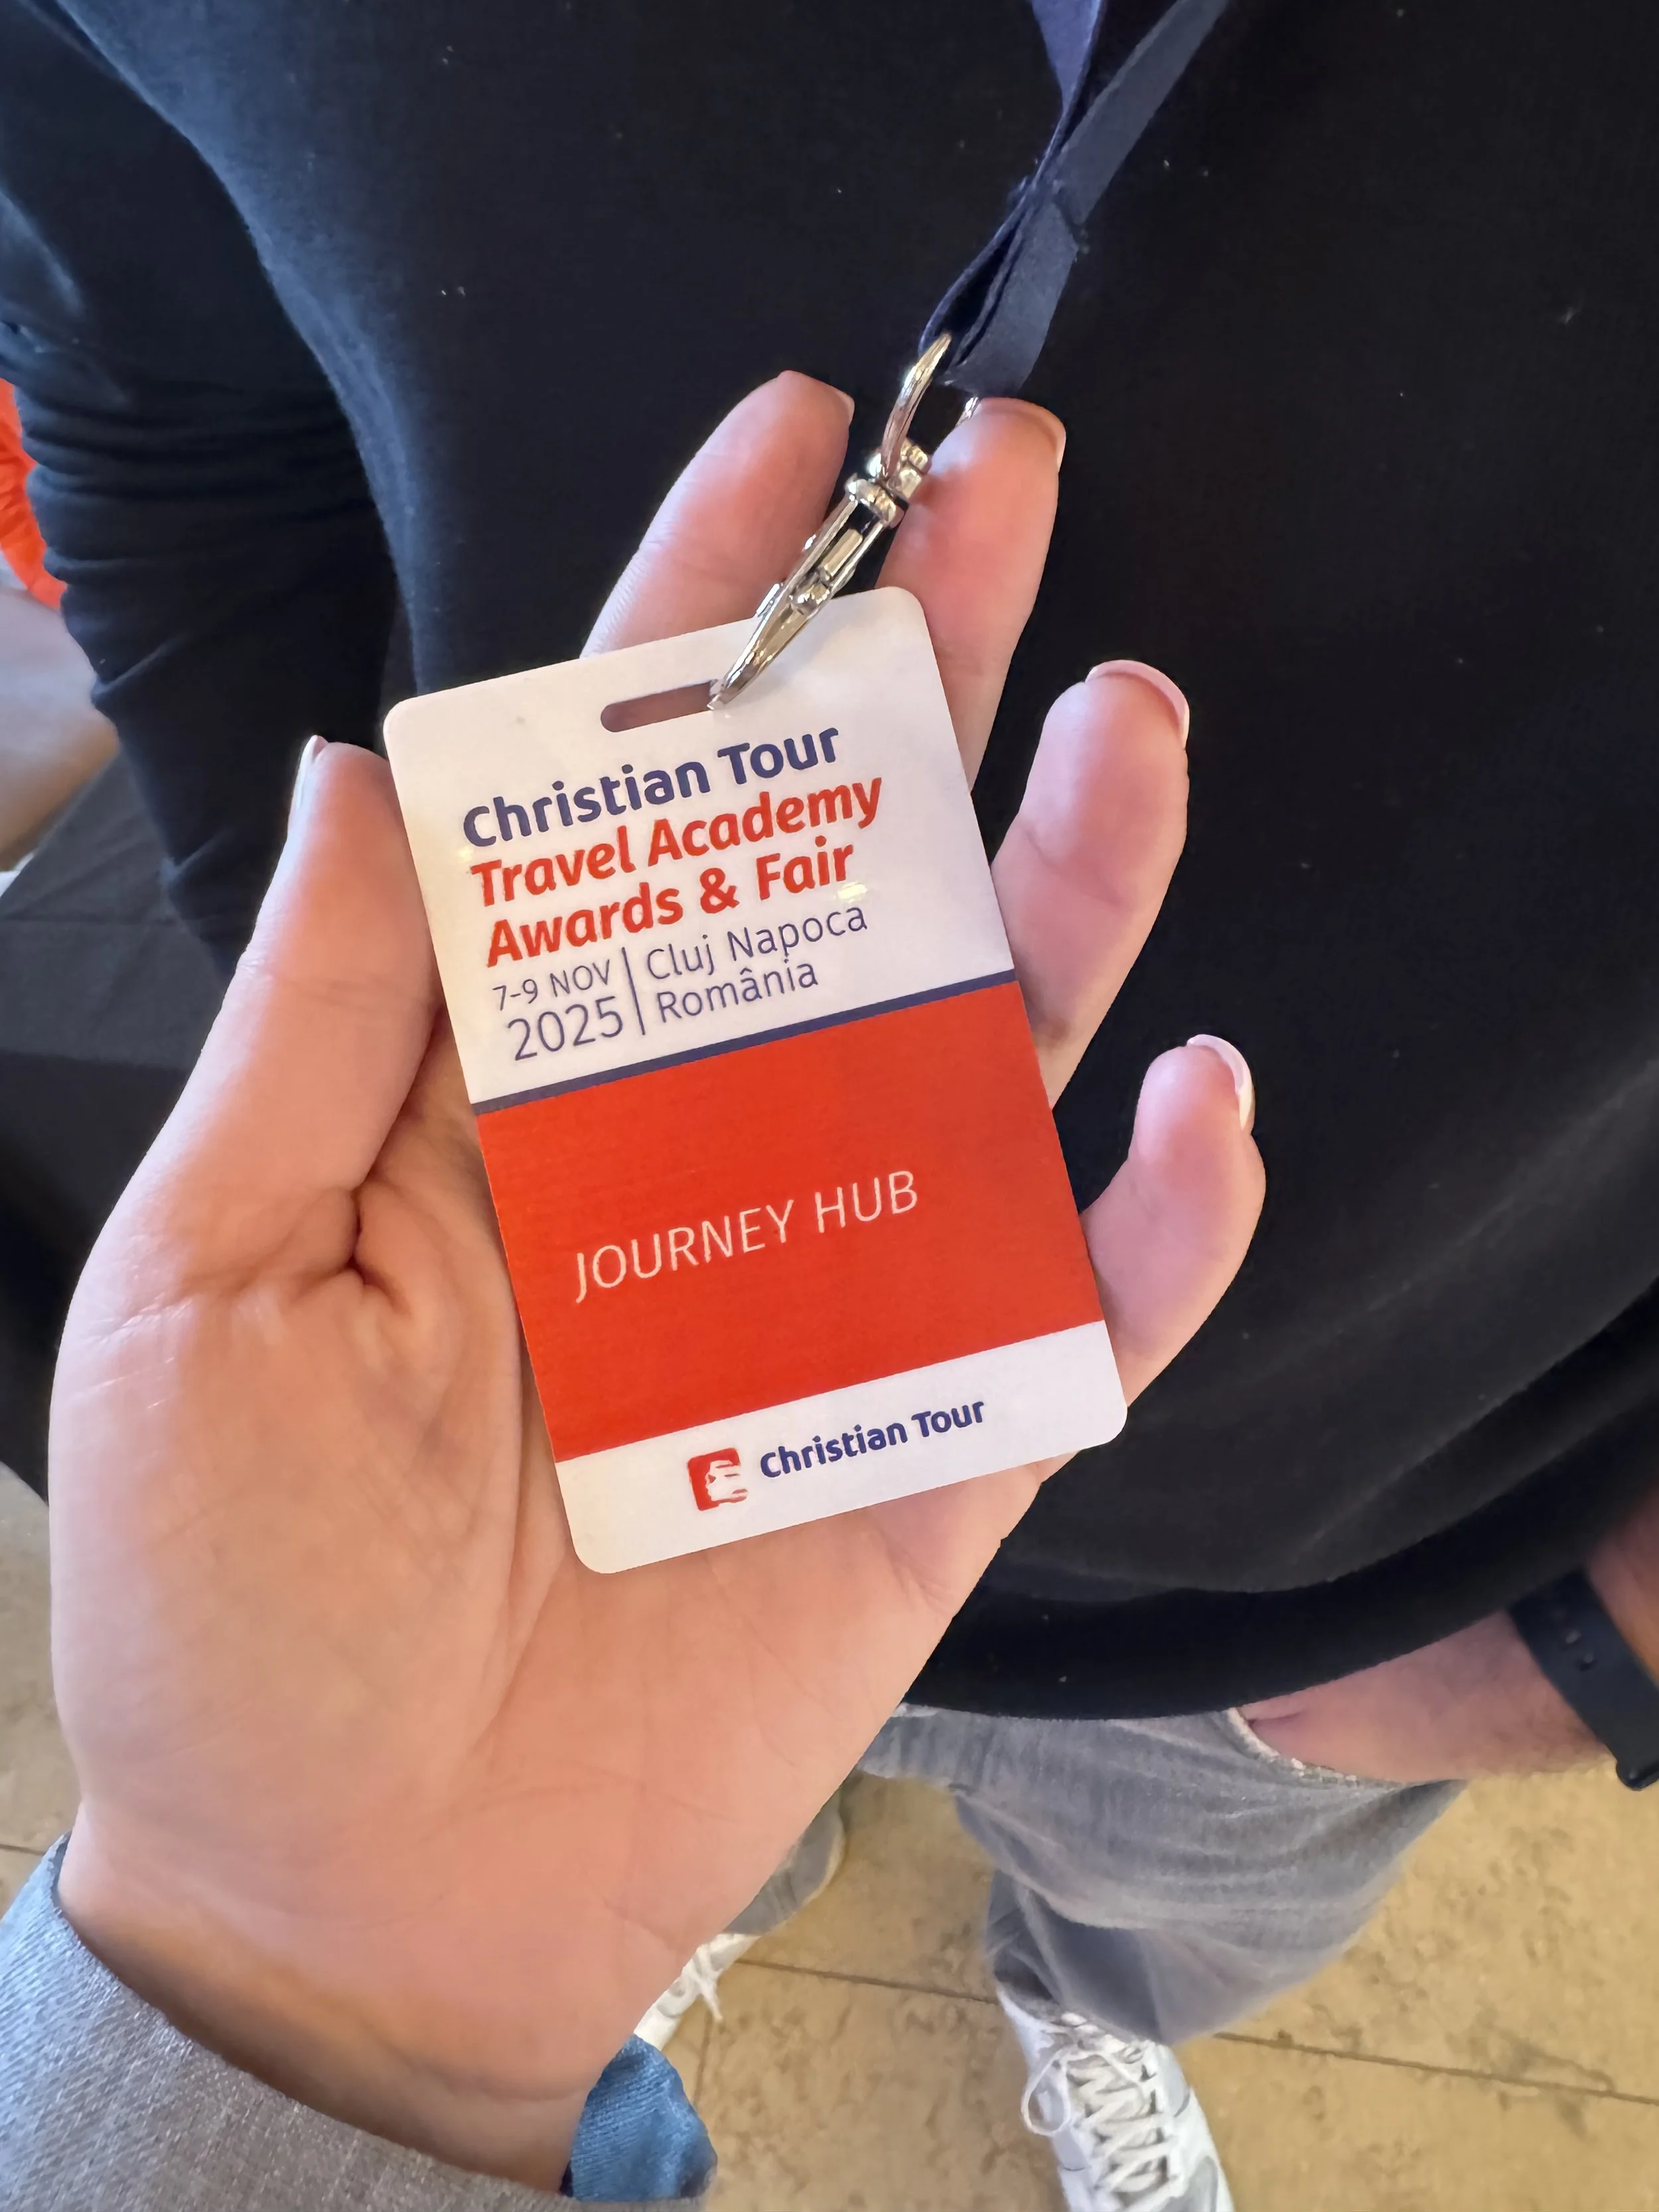 Christian Tour
Travel Academy
Awards & Fair
7-9 NOV
2025
Cluj Napoca
România
JOURNEY HUB
Christian Tour